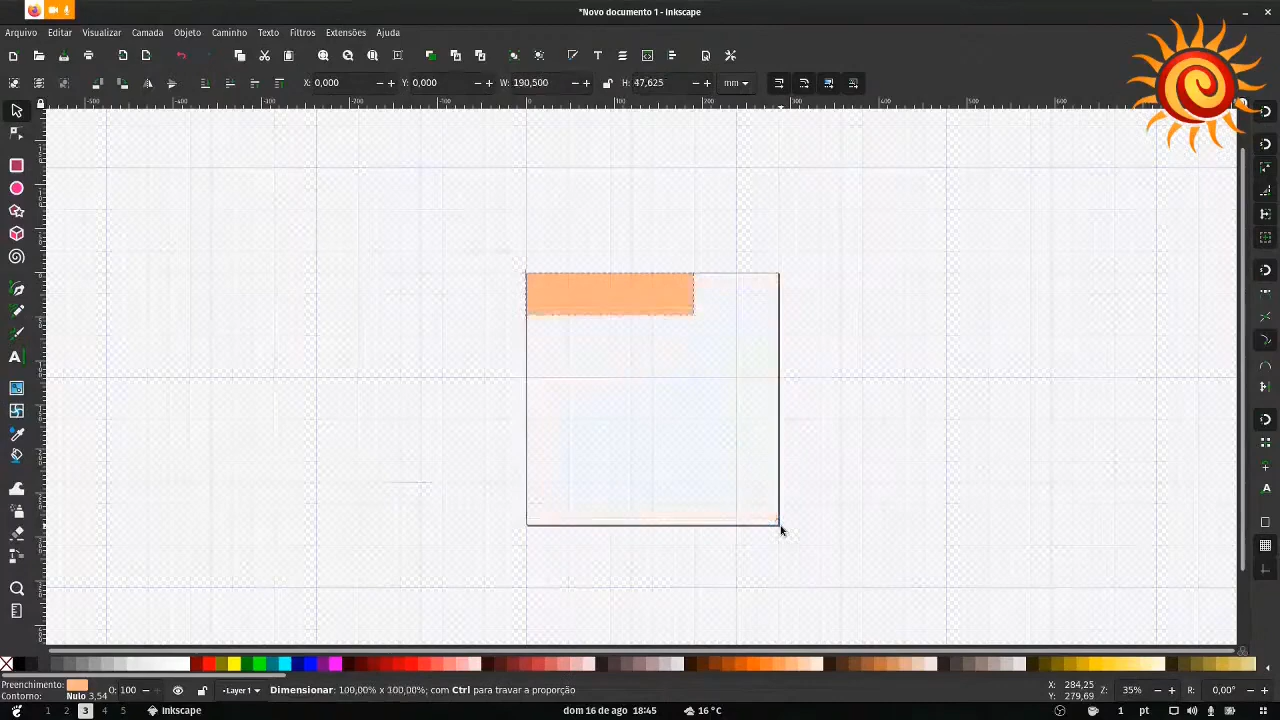 *Novo documento 1 - Inkscape
Arquivo Editar Visualizar Camada Objeto Caminho Texto Filtros Extensões Ajuda
X: 0,000 Y: 0,000 W: 190,500 H: 47,625 mm
Preenchimento:
Contorno: Nulo 3,54 O: 100 Layer 1 Dimensionar: 100,00% x 100,00%; com Ctrl para travar a proporção X: 284,25 Y: 279,69 Z: 35% R: 0,00°
1 2 3 4 5 Inkscape dom 16 de ago 18:45 16 °C 1 pt